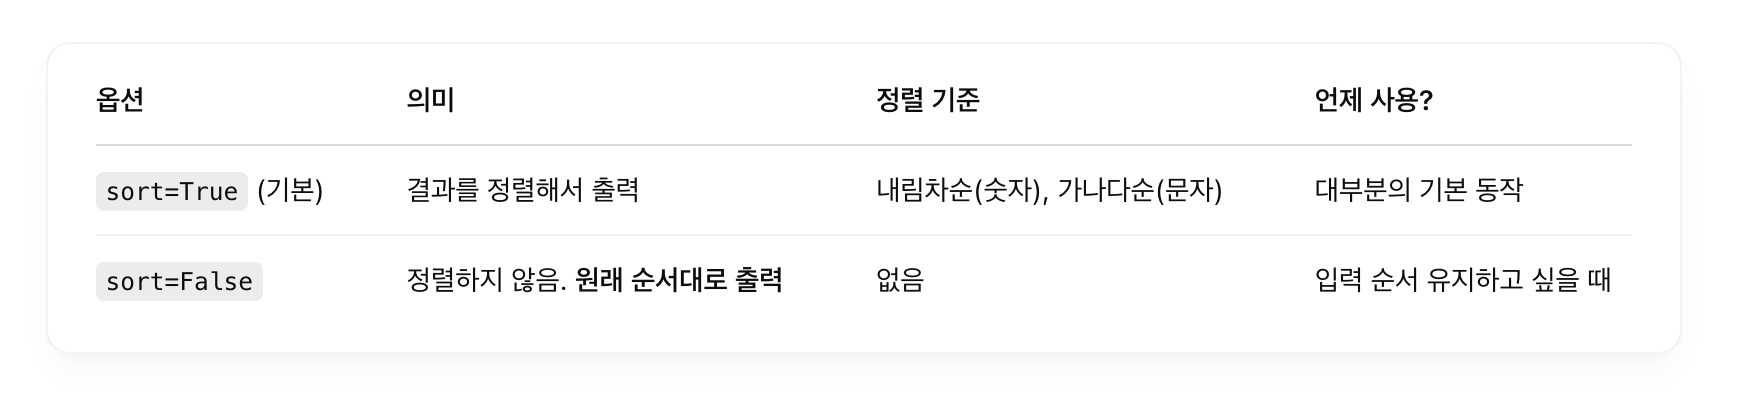 옵션 의미 정렬 기준 언제 사용?
sort=True (기본) 결과를 정렬해서 출력 내림차순(숫자), 가나다순(문자) 대부분의 기본 동작
sort=False 정렬하지 않음. 원래 순서대로 출력 없음 입력 순서 유지하고 싶을 때